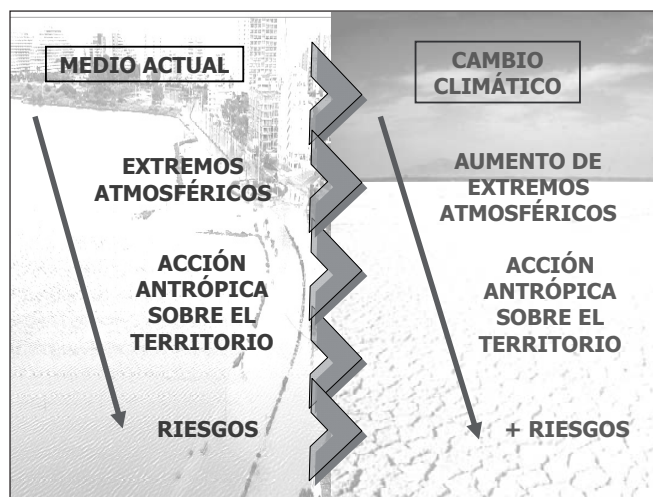 MEDIO ACTUAL
EXTREMOS
ATMOSFÉRICOS
ACCIÓN
ANTRÓPICA
SOBRE EL
TERRITORIO
RIESGOS
CAMBIO
CLIMÁTICO
AUMENTO DE
EXTREMOS
ATMOSFÉRICOS
ACCIÓN
ANTRÓPICA
SOBRE EL
TERRITORIO
+ RIESGOS